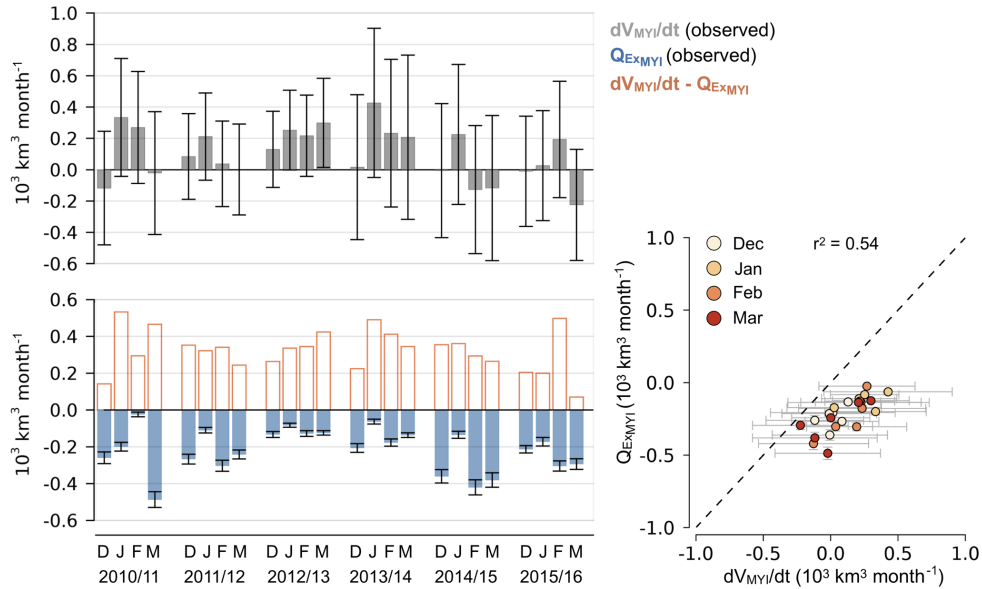 1.0
0.8
0.6
0.4
0.2
0.0
-0.2
-0.4
-0.6
10³ km³ month⁻¹
dV_MYI/dt (observed)
Q_Ex_MYI (observed)
dV_MYI/dt - Q_Ex_MYI
0.6
0.4
0.2
0.0
-0.2
-0.4
-0.6
10³ km³ month⁻¹
D J F M D J F M D J F M D J F M D J F M D J F M
2010/11 2011/12 2012/13 2013/14 2014/15 2015/16
Dec
Jan
Feb
Mar
r² = 0.54
1.0
0.5
0.0
-0.5
-1.0
Q_Ex_MYI (10³ km³ month⁻¹)
-1.0 -0.5 0.0 0.5 1.0
dV_MYI/dt (10³ km³ month⁻¹)